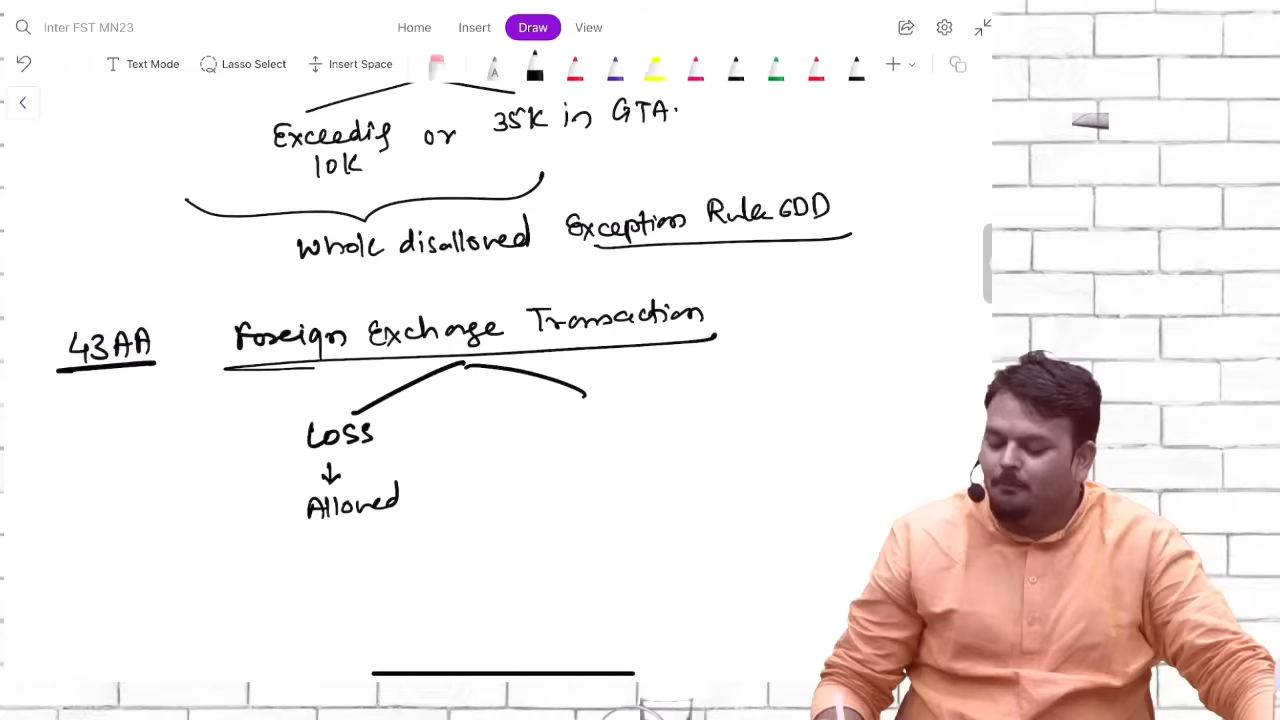 Inter FST MN23
Home Insert Draw View
Text Mode Lasso Select Insert Space
A
Exceedig or 35K in GTA.
10K
Whole disallowed Exception Rule 6DD
43AA Foreign Exchange Transaction
Loss
Allowed